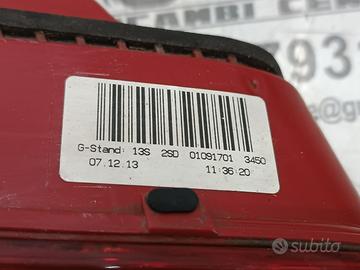 G-Stand: 13S 2SD 01091701 3450
07.12.13 11:36:20
subito